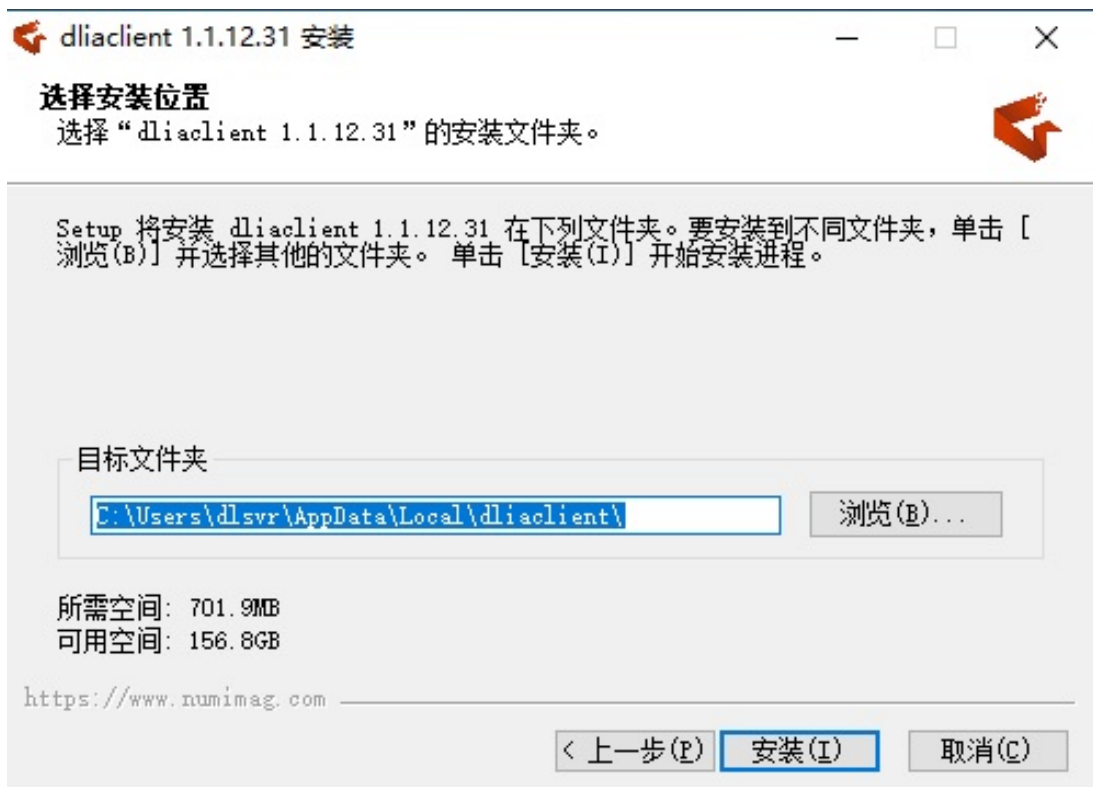 dliaclient 1.1.12.31 安装
选择安装位置
选择“dliaclient 1.1.12.31”的安装文件夹。
Setup 将安装 dliaclient 1.1.12.31 在下列文件夹。要安装到不同文件夹，单击 [
浏览(B)] 并选择其他的文件夹。 单击 [安装(I)] 开始安装进程。
目标文件夹
C:\Users\dlsvr\AppData\Local\dliaclient\
浏览(B)...
所需空间: 701.9MB
可用空间: 156.8GB
https://www.numimag.com
< 上一步(P)
安装(I)
取消(C)